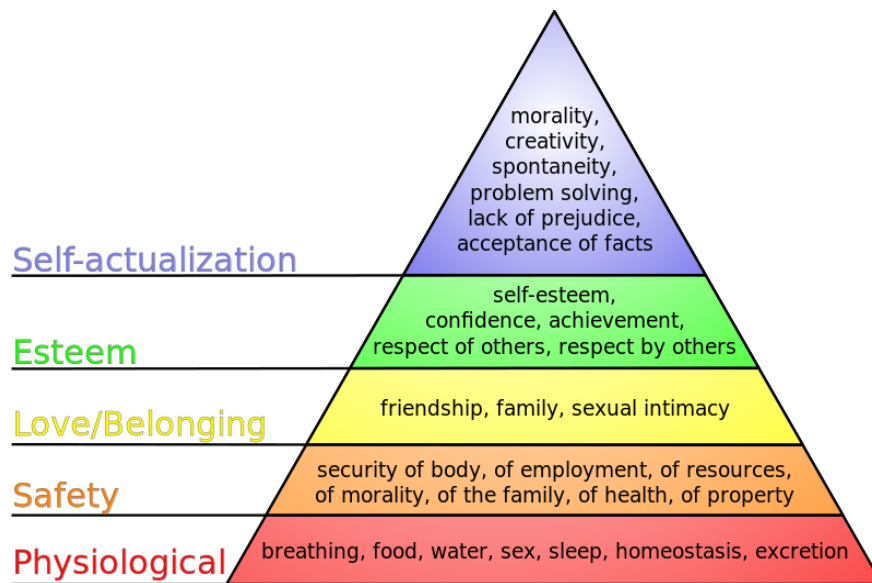 morality,
creativity,
spontaneity,
problem solving,
lack of prejudice,
acceptance of facts
Self-actualization
self-esteem,
confidence, achievement,
respect of others, respect by others
Esteem
friendship, family, sexual intimacy
Love/Belonging
security of body, of employment, of resources,
of morality, of the family, of health, of property
Safety
breathing, food, water, sex, sleep, homeostasis, excretion
Physiological